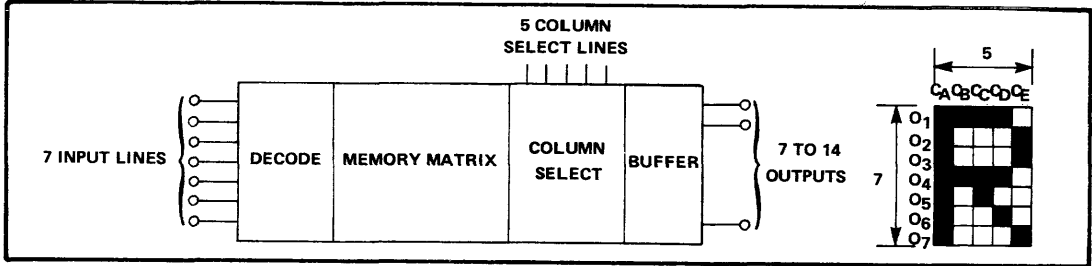 5 COLUMN
SELECT LINES
7 INPUT LINES
DECODE
MEMORY MATRIX
COLUMN
SELECT
BUFFER
7 TO 14
OUTPUTS
5
CA CB CC CD CE
7
O1
O2
O3
O4
O5
O6
O7